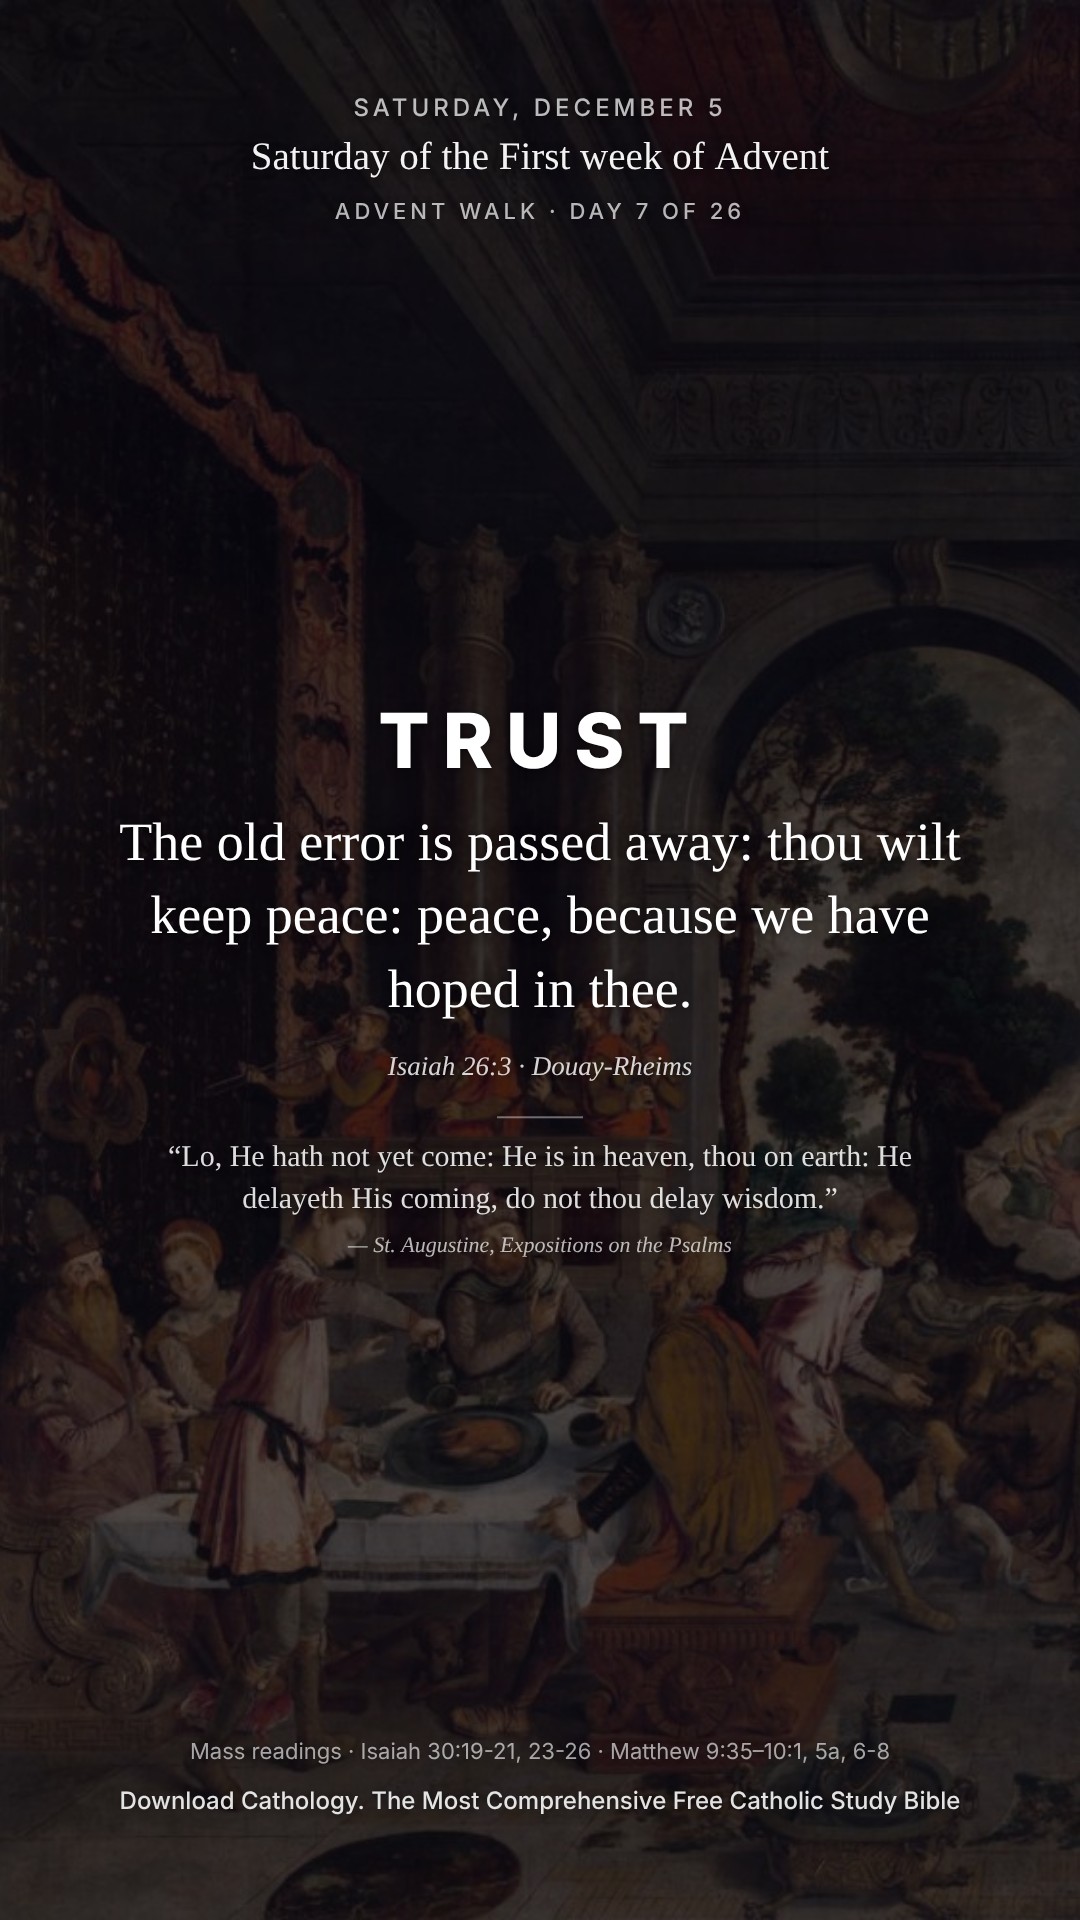 SATURDAY, DECEMBER 5
Saturday of the First week of Advent
ADVENT WALK · DAY 7 OF 26
TRUST
The old error is passed away: thou wilt
keep peace: peace, because we have
hoped in thee.
Isaiah 26:3 · Douay-Rheims
“Lo, He hath not yet come: He is in heaven, thou on earth: He
delayeth His coming, do not thou delay wisdom.”
— St. Augustine, Expositions on the Psalms
Mass readings · Isaiah 30:19-21, 23-26 · Matthew 9:35–10:1, 5a, 6-8
Download Cathology. The Most Comprehensive Free Catholic Study Bible